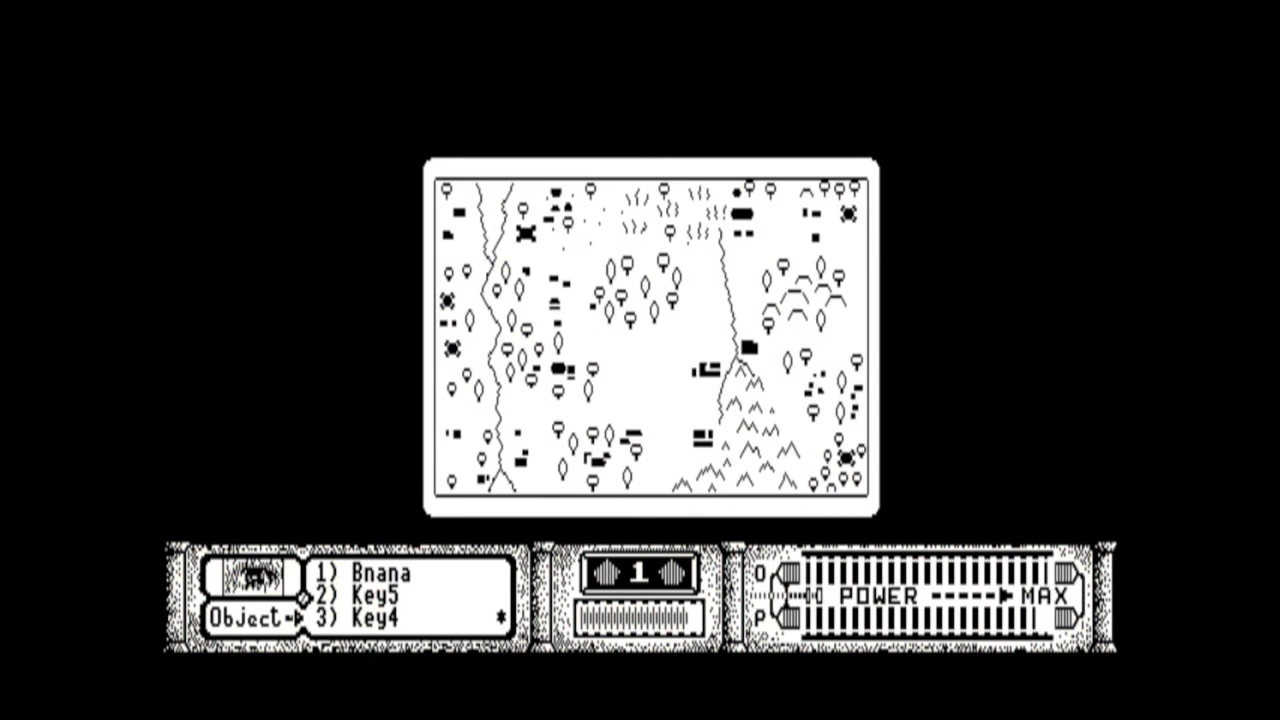 1) Bnana
2) Key5
Object 3) Key4 *
1
O
POWER MAX
P